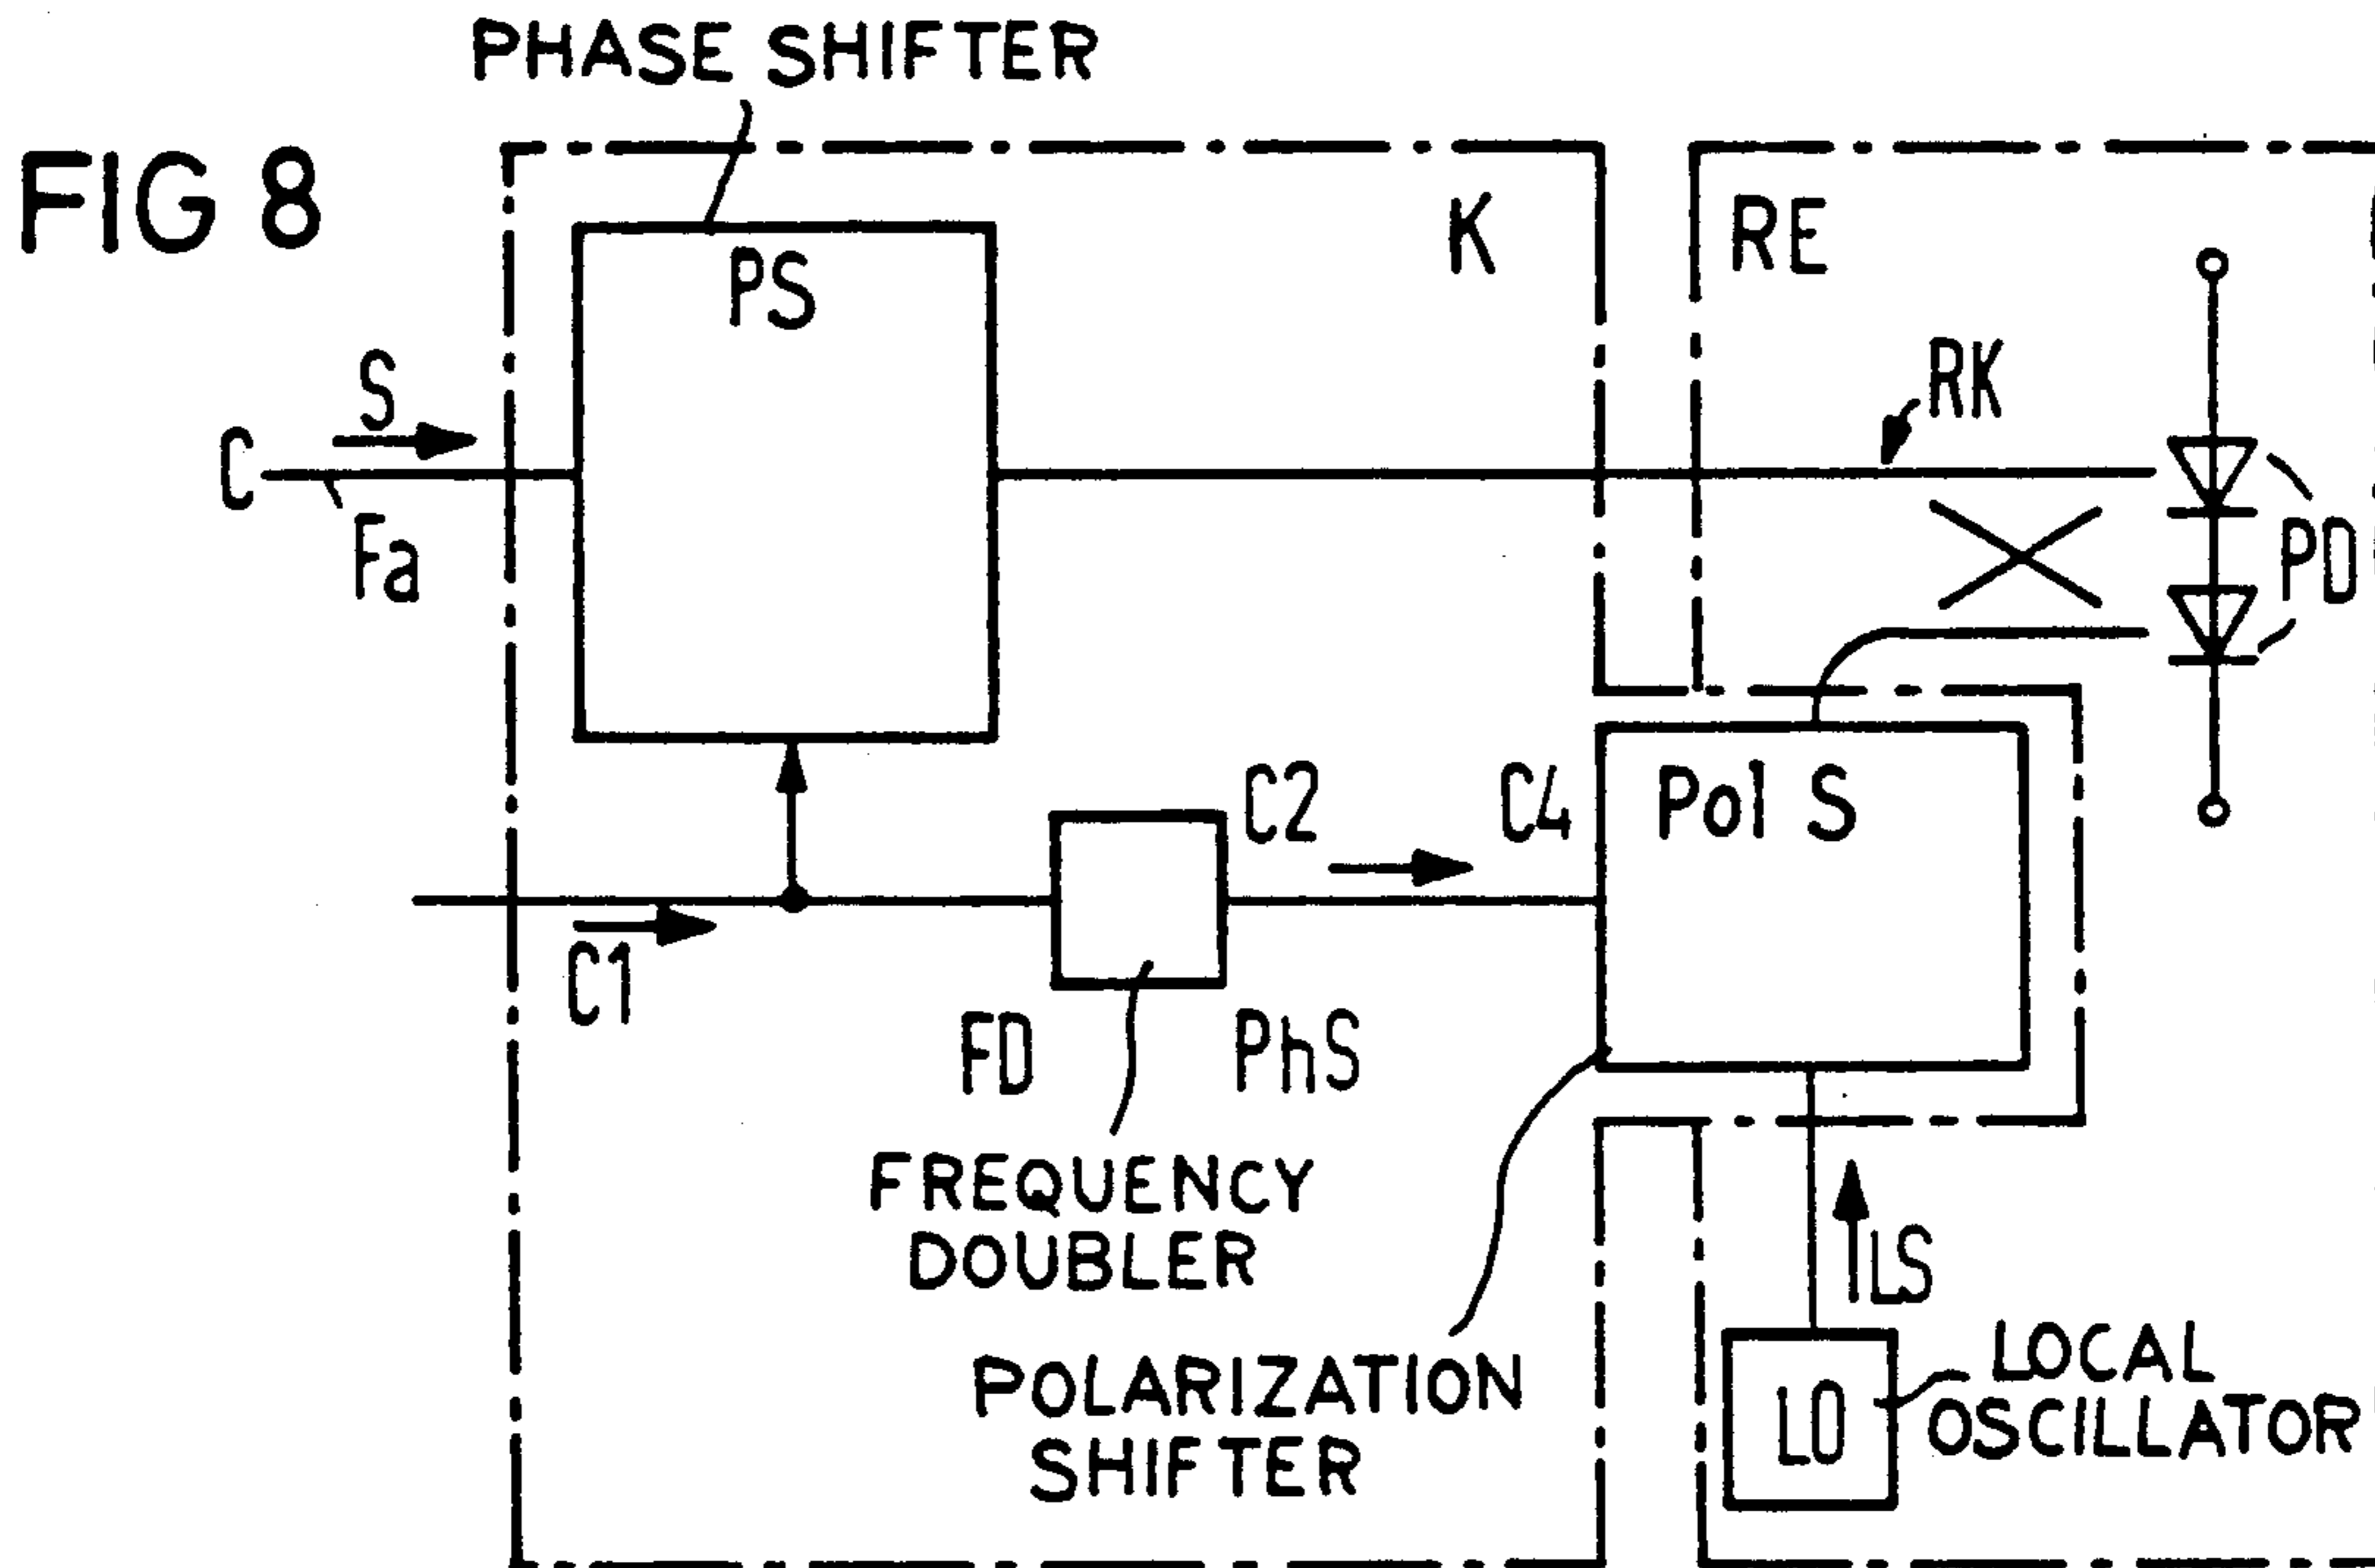 PHASE SHIFTER
FIG 8
PS
K
RE
S
RK
C
Fa
PD
C2
C4
Pol S
C1
FD
PhS
FREQUENCY
DOUBLER
LS
POLARIZATION
SHIFTER
LO
LOCAL
OSCILLATOR